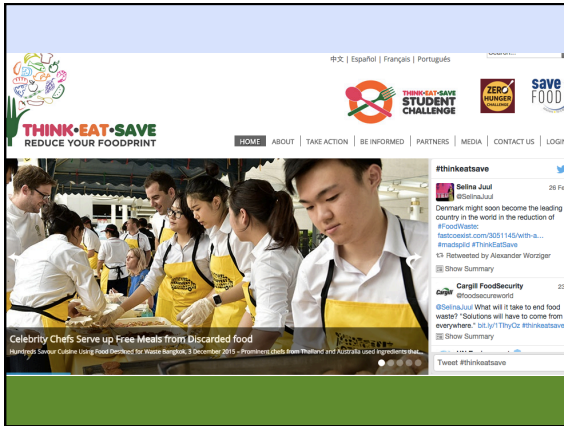 中文 | Español | Français | Português
THINK•EAT•SAVE
STUDENT
CHALLENGE
ZERO
HUNGER
CHALLENGE
save
FOOD
THINK•EAT•SAVE
REDUCE YOUR FOODPRINT
HOME | ABOUT | TAKE ACTION | BE INFORMED | PARTNERS | MEDIA | CONTACT US | LOGIN
#thinkeatsave
Selina Juul 26 Fe
@SelinaJuul
Denmark might soon become the leading
country in the world in the reduction of
#FoodWaste:
fastcoexist.com/3051145/with-a...
#madspild #ThinkEatSave
Retweeted by Alexander Worziger
Show Summary
Cargill
Cargill FoodSecurity 23
@foodsecureworld
@SelinaJuul What will it take to end food
waste? "Solutions will have to come from
everywhere." bit.ly/1TlhyOz #thinkeatsave
Show Summary
Tweet #thinkeatsave
Celebrity Chefs Serve up Free Meals from Discarded food
Hundreds Savour Cuisine Using Food Destined for Waste Bangkok, 3 December 2015 – Prominent chefs from Thailand and Australia used ingredients that...